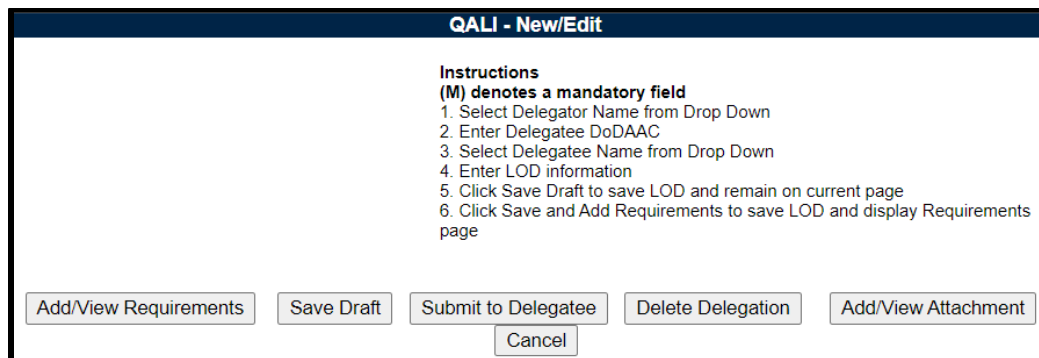 QALI - New/Edit
Instructions
(M) denotes a mandatory field
1. Select Delegator Name from Drop Down
2. Enter Delegatee DoDAAC
3. Select Delegatee Name from Drop Down
4. Enter LOD information
5. Click Save Draft to save LOD and remain on current page
6. Click Save and Add Requirements to save LOD and display Requirements
page
Add/View Requirements Save Draft Submit to Delegatee Delete Delegation Add/View Attachment
Cancel